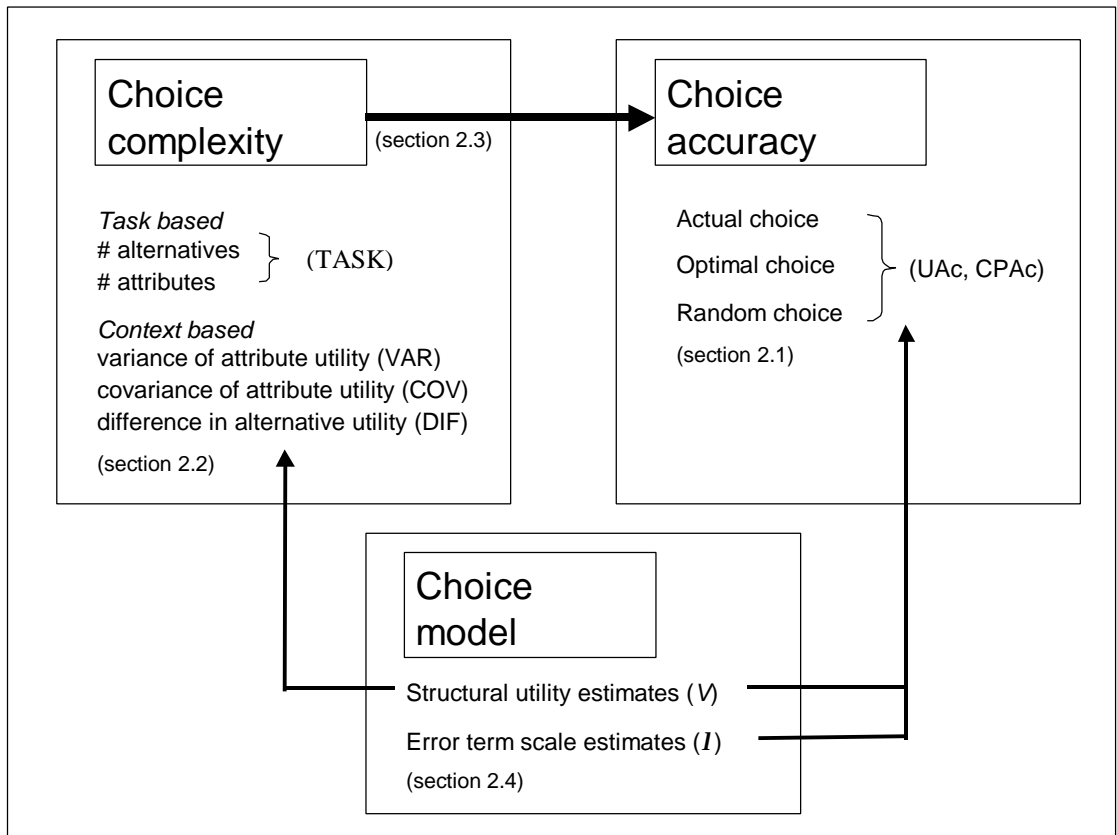 Choice
complexity
(section 2.3)
Task based
# alternatives
# attributes
(TASK)
Context based
variance of attribute utility (VAR)
covariance of attribute utility (COV)
difference in alternative utility (DIF)
(section 2.2)
Choice
accuracy
Actual choice
Optimal choice
Random choice
(UAc, CPAc)
(section 2.1)
Choice
model
Structural utility estimates (V)
Error term scale estimates (l)
(section 2.4)